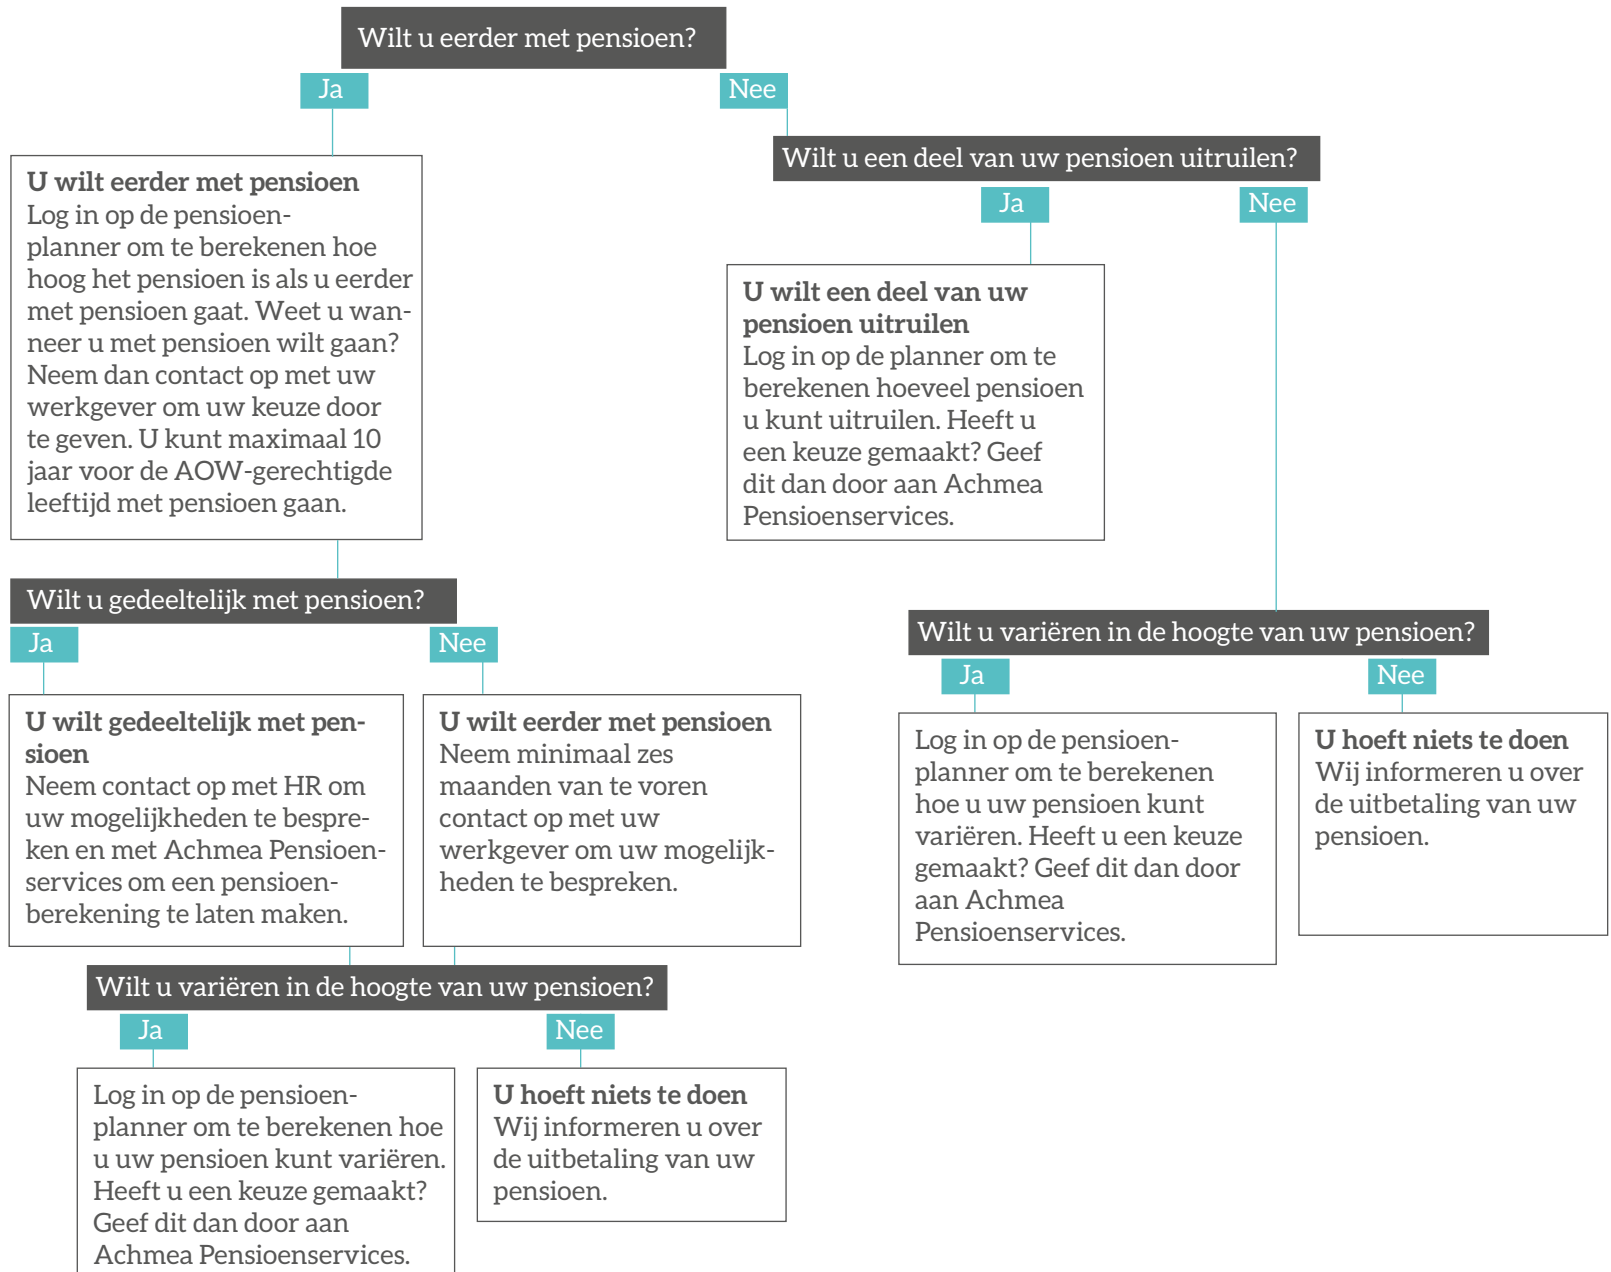 Wilt u eerder met pensioen?
Ja
Nee
U wilt eerder met pensioen
Log in op de pensioen-
planner om te berekenen hoe
hoog het pensioen is als u eerder
met pensioen gaat. Weet u wan-
neer u met pensioen wilt gaan?
Neem dan contact op met uw
werkgever om uw keuze door
te geven. U kunt maximaal 10
jaar voor de AOW-gerechtigde
leeftijd met pensioen gaan.
Wilt u een deel van uw pensioen uitruilen?
Ja
Nee
U wilt een deel van uw
pensioen uitruilen
Log in op de planner om te
berekenen hoeveel pensioen
u kunt uitruilen. Heeft u
een keuze gemaakt? Geef
dit dan door aan Achmea
Pensioenservices.
Wilt u gedeeltelijk met pensioen?
Ja
Nee
U wilt gedeeltelijk met pen-
sioen
Neem contact op met HR om
uw mogelijkheden te bespre-
ken en met Achmea Pensioen-
services om een pensioen-
berekening te laten maken.
U wilt eerder met pensioen
Neem minimaal zes
maanden van te voren
contact op met uw
werkgever om uw mogelijk-
heden te bespreken.
Wilt u variëren in de hoogte van uw pensioen?
Ja
Nee
Log in op de pensioen-
planner om te berekenen
hoe u uw pensioen kunt
variëren. Heeft u een keuze
gemaakt? Geef dit dan door
aan Achmea
Pensioenservices.
U hoeft niets te doen
Wij informeren u over
de uitbetaling van uw
pensioen.
Wilt u variëren in de hoogte van uw pensioen?
Ja
Nee
Log in op de pensioen-
planner om te berekenen hoe
u uw pensioen kunt variëren.
Heeft u een keuze gemaakt?
Geef dit dan door aan
Achmea Pensioenservices.
U hoeft niets te doen
Wij informeren u over
de uitbetaling van uw
pensioen.